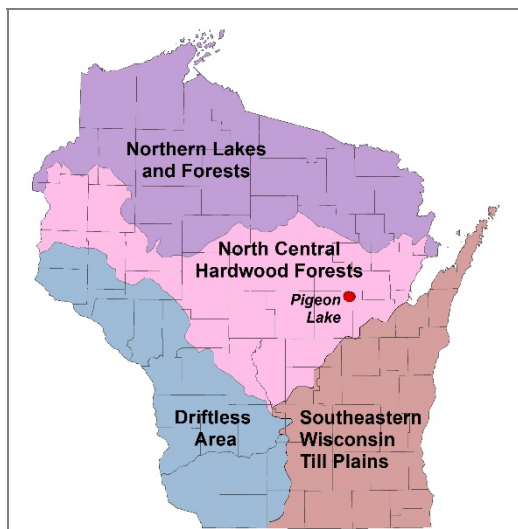 Northern Lakes
and Forests
North Central
Hardwood Forests
Pigeon
Lake
Driftless
Area
Southeastern
Wisconsin
Till Plains